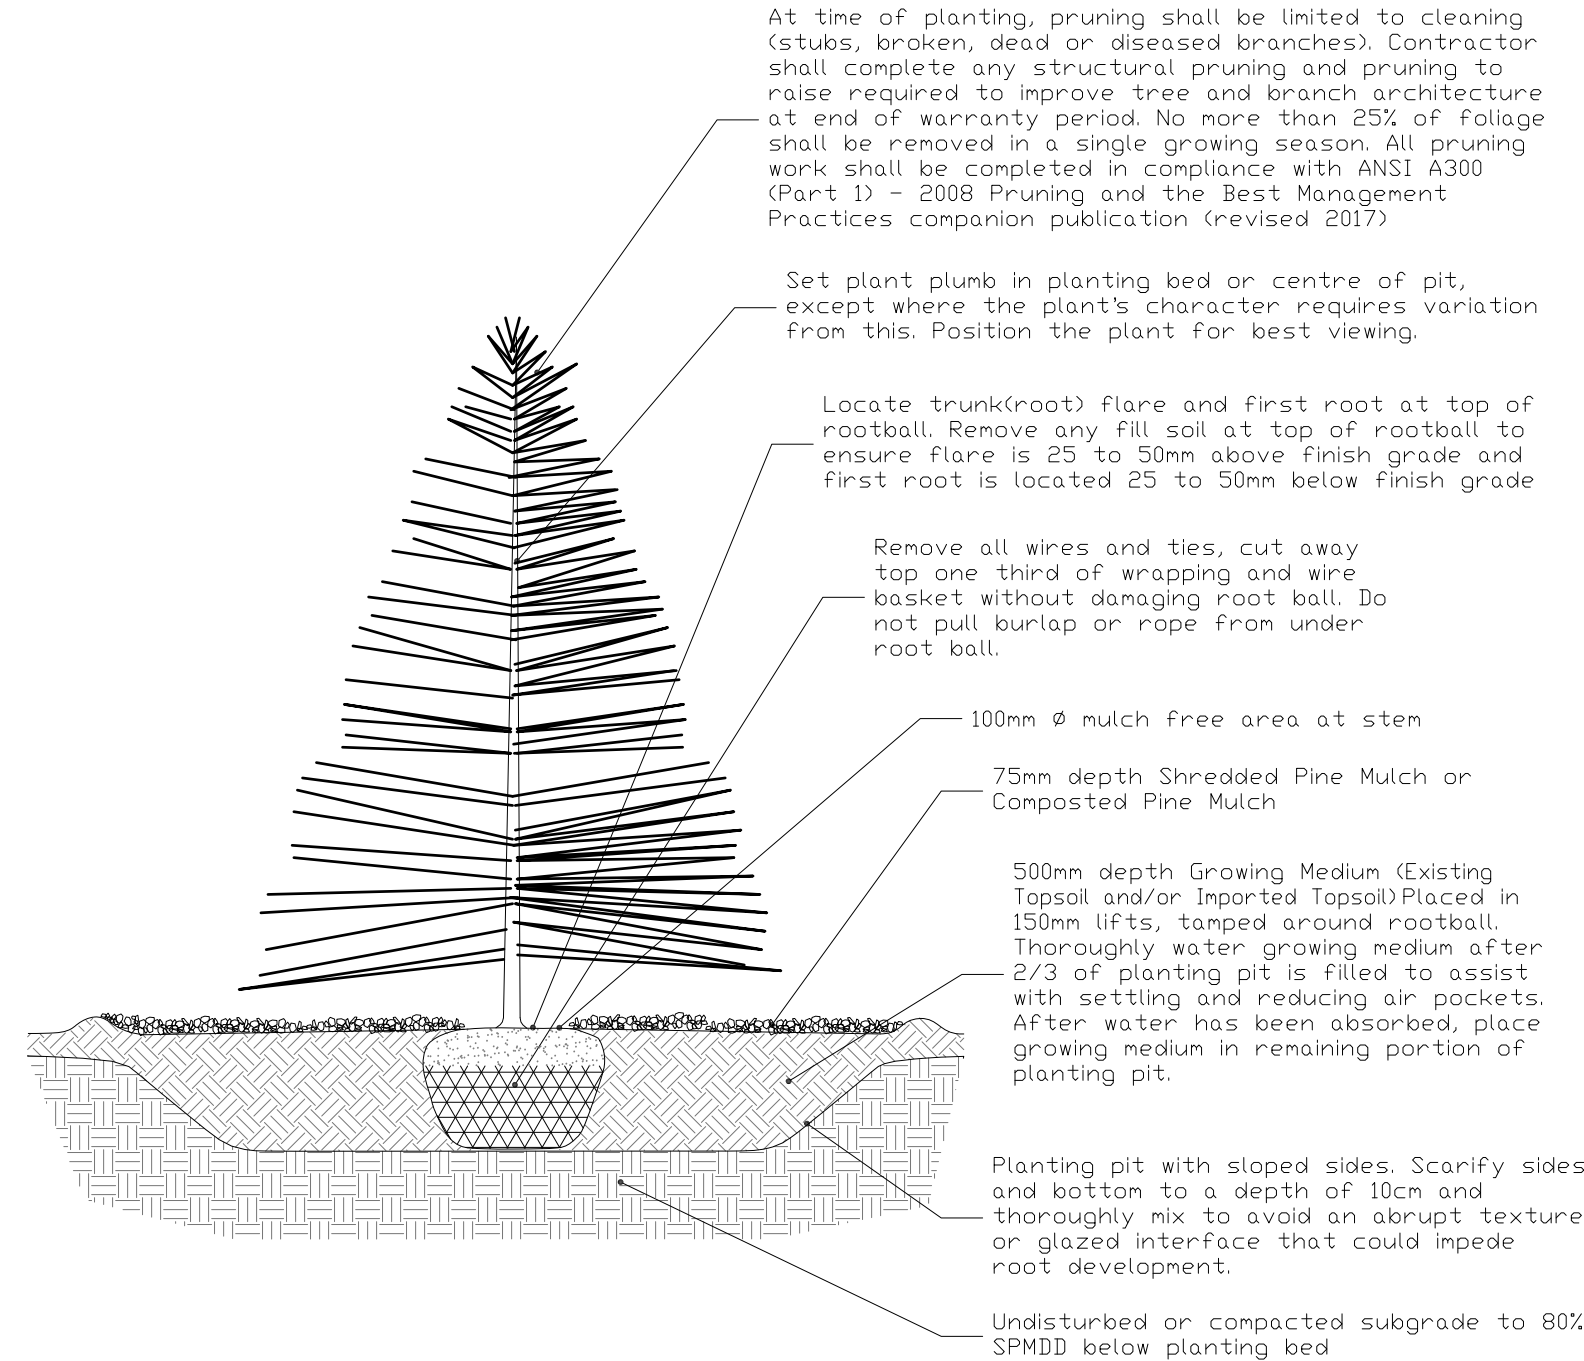 At time of planting, pruning shall be limited to cleaning
(stubs, broken, dead or diseased branches). Contractor
shall complete any structural pruning and pruning to
raise required to improve tree and branch architecture
at end of warranty period. No more than 25% of foliage
shall be removed in a single growing season. All pruning
work shall be completed in compliance with ANSI A300
(Part 1) - 2008 Pruning and the Best Management
Practices companion publication (revised 2017)
Set plant plumb in planting bed or centre of pit,
except where the plant's character requires variation
from this. Position the plant for best viewing.
Locate trunk(root) flare and first root at top of
rootball. Remove any fill soil at top of rootball to
ensure flare is 25 to 50mm above finish grade and
first root is located 25 to 50mm below finish grade
Remove all wires and ties, cut away
top one third of wrapping and wire
basket without damaging root ball. Do
not pull burlap or rope from under
root ball.
100mm Ø mulch free area at stem
75mm depth Shredded Pine Mulch or
Composted Pine Mulch
500mm depth Growing Medium (Existing
Topsoil and/or Imported Topsoil) Placed in
150mm lifts, tamped around rootball.
Thoroughly water growing medium after
2/3 of planting pit is filled to assist
with settling and reducing air pockets.
After water has been absorbed, place
growing medium in remaining portion of
planting pit.
Planting pit with sloped sides. Scarify sides
and bottom to a depth of 10cm and
thoroughly mix to avoid an abrupt texture
or glazed interface that could impede
root development.
Undisturbed or compacted subgrade to 80%
SPMDD below planting bed